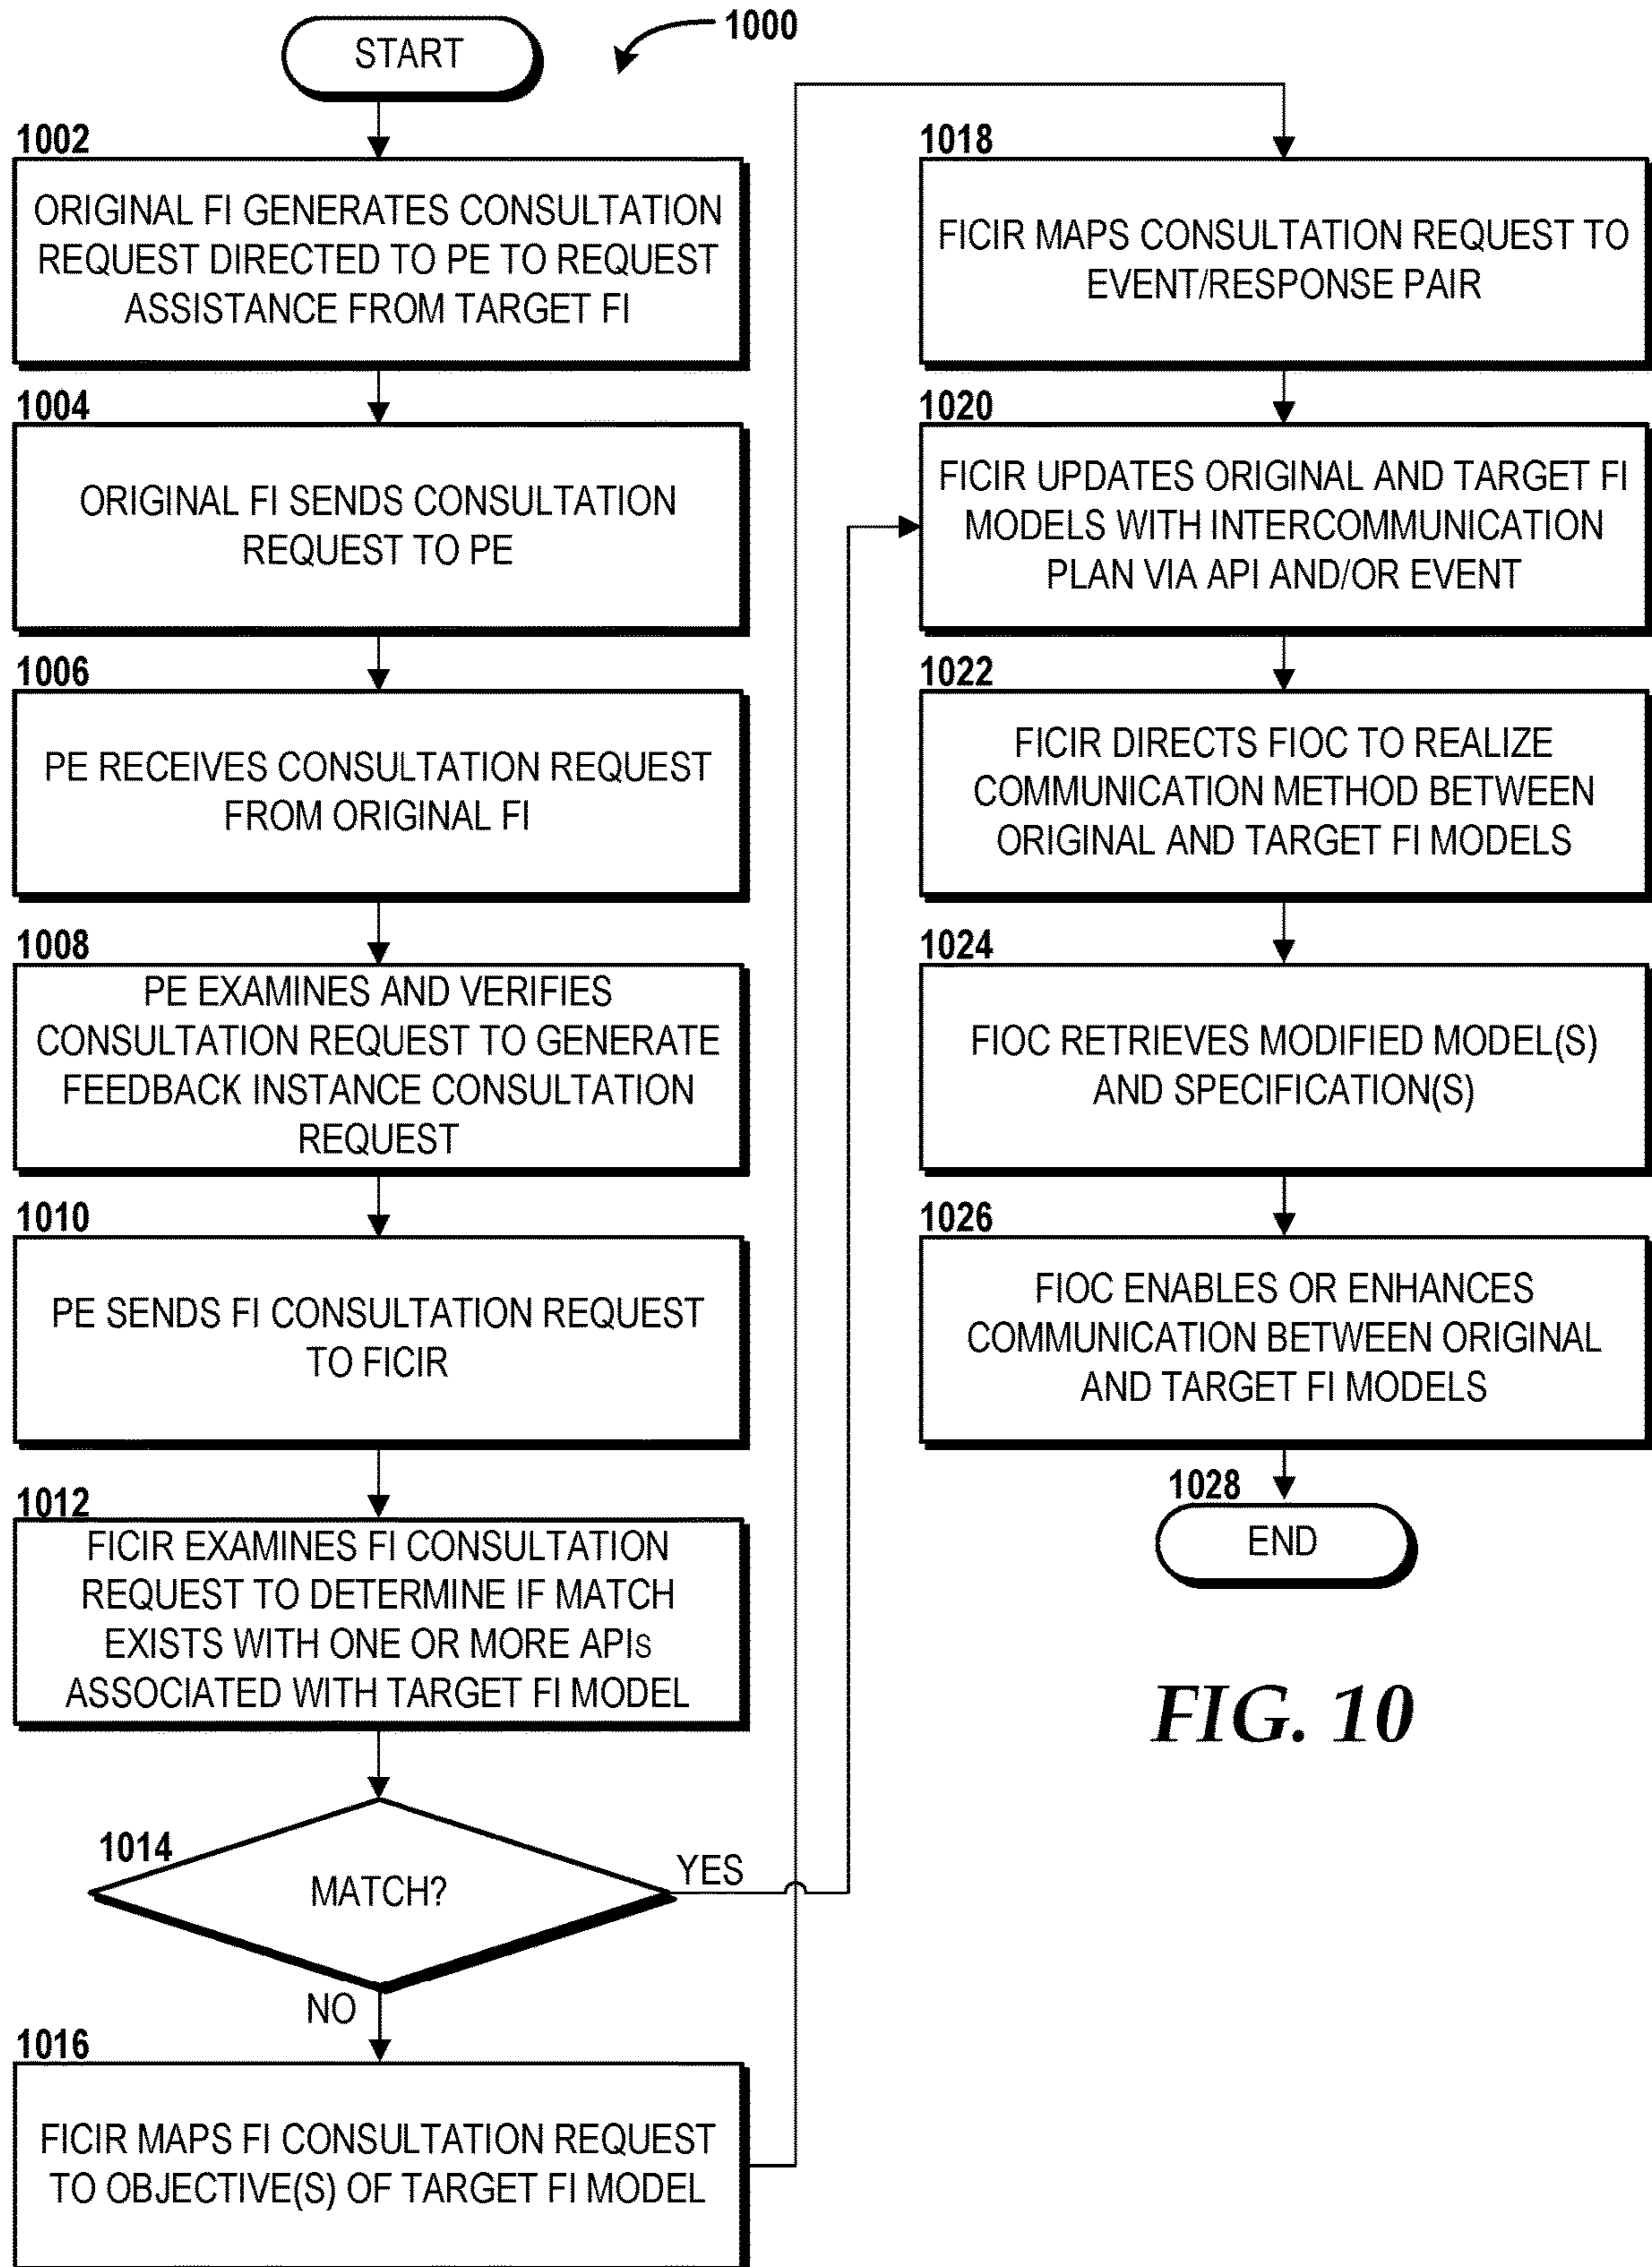 START
1000
1002
ORIGINAL FI GENERATES CONSULTATION
REQUEST DIRECTED TO PE TO REQUEST
ASSISTANCE FROM TARGET FI
1004
ORIGINAL FI SENDS CONSULTATION
REQUEST TO PE
1006
PE RECEIVES CONSULTATION REQUEST
FROM ORIGINAL FI
1008
PE EXAMINES AND VERIFIES
CONSULTATION REQUEST TO GENERATE
FEEDBACK INSTANCE CONSULTATION
REQUEST
1010
PE SENDS FI CONSULTATION REQUEST
TO FICIR
1012
FICIR EXAMINES FI CONSULTATION
REQUEST TO DETERMINE IF MATCH
EXISTS WITH ONE OR MORE APIs
ASSOCIATED WITH TARGET FI MODEL
1014
MATCH?
YES
NO
1016
FICIR MAPS FI CONSULTATION REQUEST
TO OBJECTIVE(S) OF TARGET FI MODEL
1018
FICIR MAPS CONSULTATION REQUEST TO
EVENT/RESPONSE PAIR
1020
FICIR UPDATES ORIGINAL AND TARGET FI
MODELS WITH INTERCOMMUNICATION
PLAN VIA API AND/OR EVENT
1022
FICIR DIRECTS FIOC TO REALIZE
COMMUNICATION METHOD BETWEEN
ORIGINAL AND TARGET FI MODELS
1024
FIOC RETRIEVES MODIFIED MODEL(S)
AND SPECIFICATION(S)
1026
FIOC ENABLES OR ENHANCES
COMMUNICATION BETWEEN ORIGINAL
AND TARGET FI MODELS
1028
END
FIG. 10